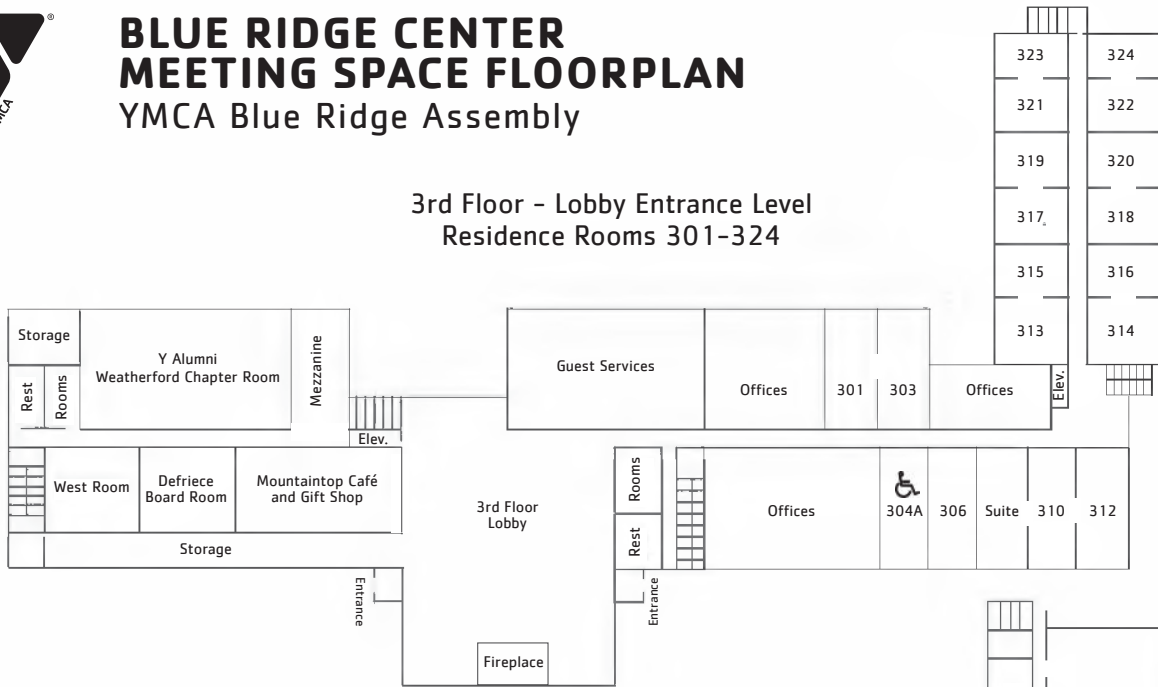 ®
YMCA
BLUE RIDGE CENTER
MEETING SPACE FLOORPLAN
YMCA Blue Ridge Assembly
3rd Floor - Lobby Entrance Level
Residence Rooms 301-324
323
324
321
322
319
320
317
318
315
316
313
314
Storage
Y Alumni
Weatherford Chapter Room
Mezzanine
Rest
Rooms
Elev.
Guest Services
Offices
301
303
Offices
Elev.
West Room
Defriece
Board Room
Mountaintop Café
and Gift Shop
Storage
3rd Floor
Lobby
Rooms
Rest
Offices
304A
306
Suite
310
312
Entrance
Entrance
Fireplace